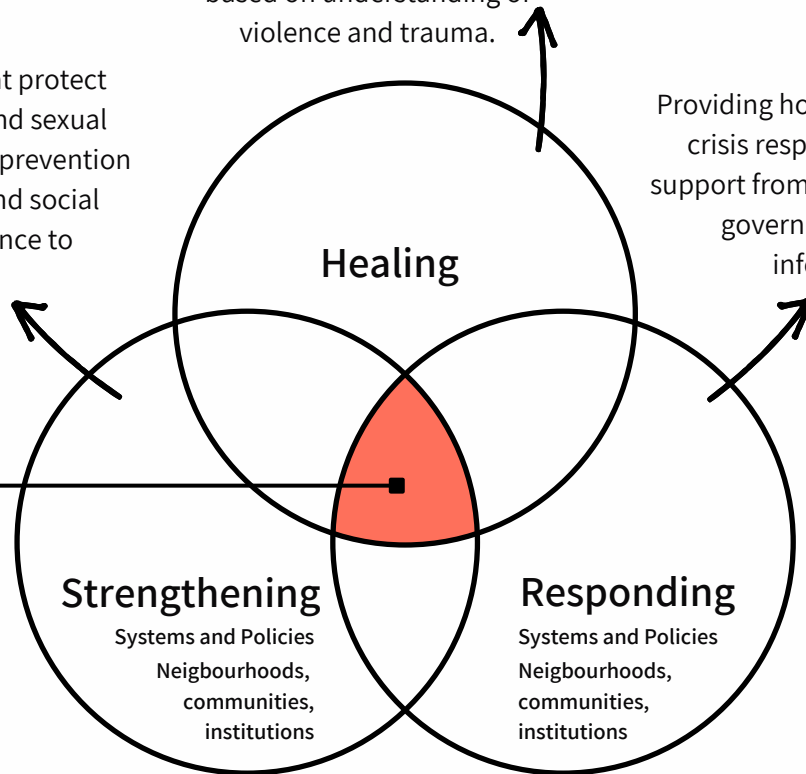 violence and trauma.
t protect
nd sexual
prevention
nd social
nce to
Providing ho
crisis resp
support from
govern
info
Healing
Strengthening
Systems and Policies
Neigbourhoods,
communities,
institutions
Responding
Systems and Policies
Neigbourhoods,
communities,
institutions